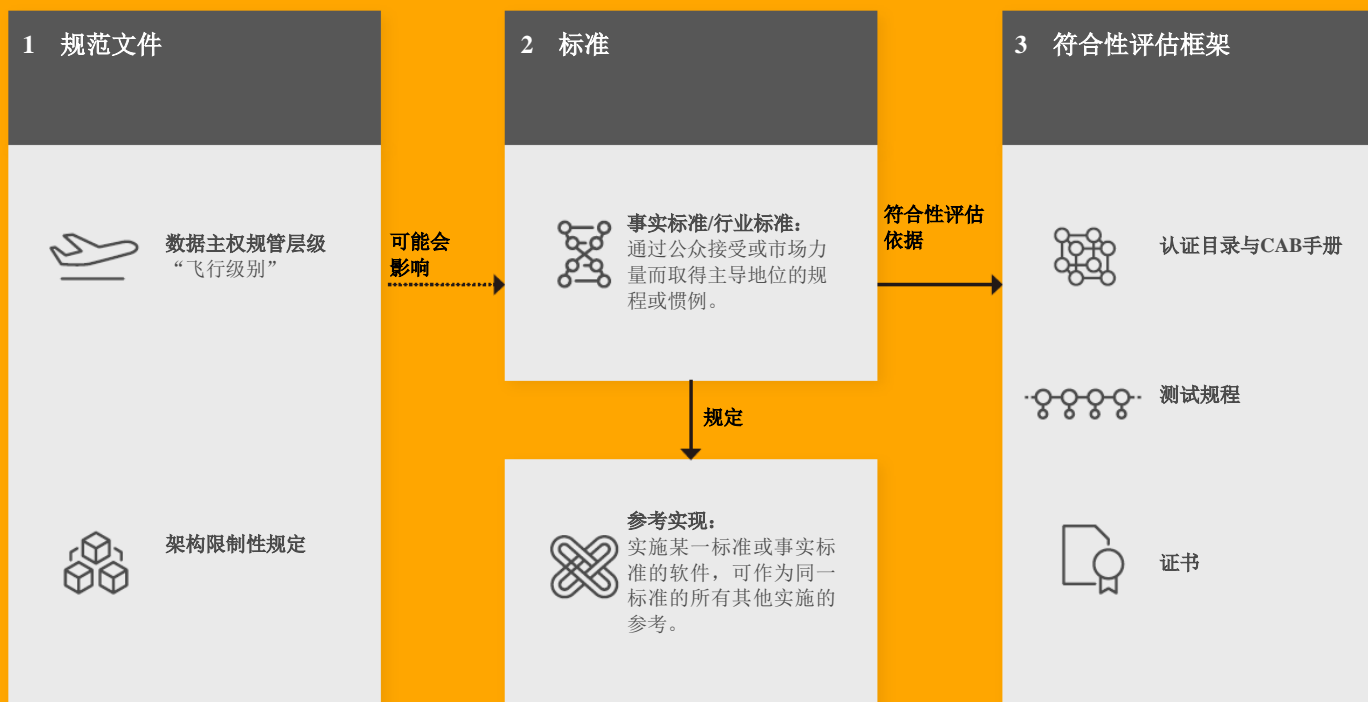 1 规范文件
数据主权规管层级
“飞行级别”
架构限制性规定
可能会
影响
2 标准
事实标准/行业标准：
通过公众接受或市场力
量而取得主导地位的规
程或惯例。
规定
参考实现：
实施某一标准或事实标
准的软件，可作为同一
标准的所有其他实施的
参考。
符合性评估
依据
3 符合性评估框架
认证目录与CAB手册
测试规程
证书